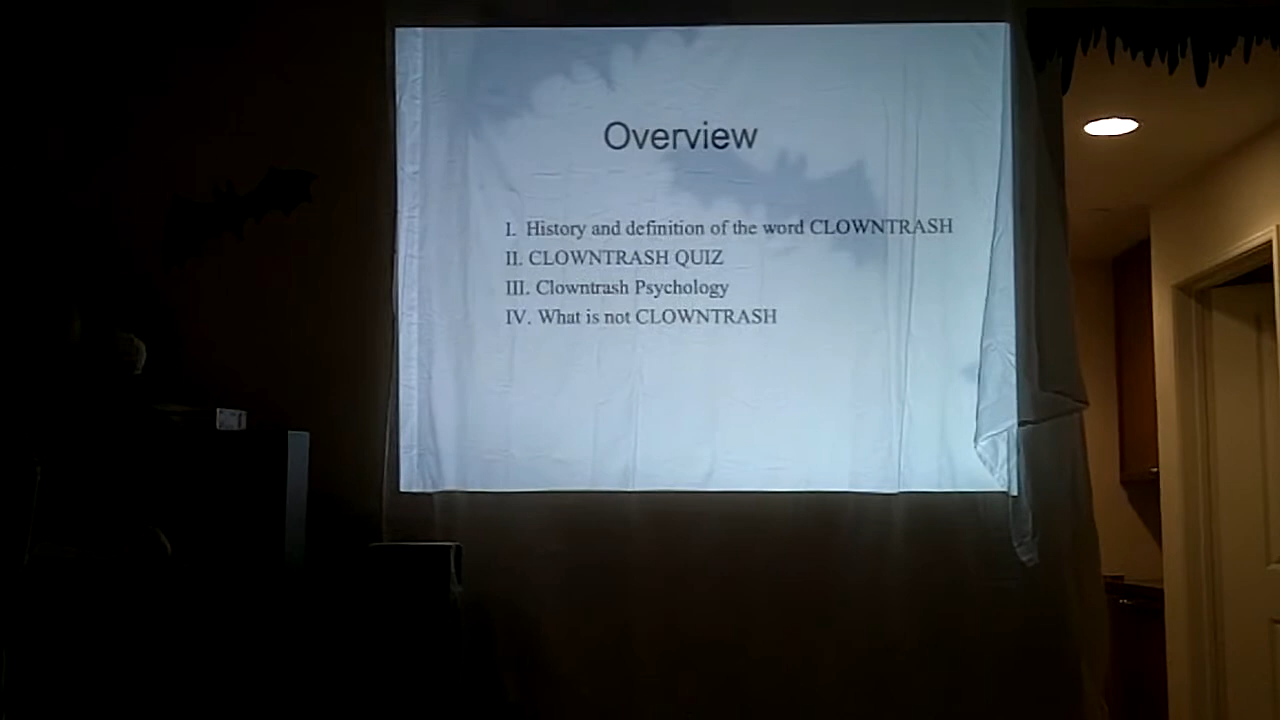 Overview
I. History and definition of the word CLOWNTRASH
II. CLOWNTRASH QUIZ
III. Clowntrash Psychology
IV. What is not CLOWNTRASH